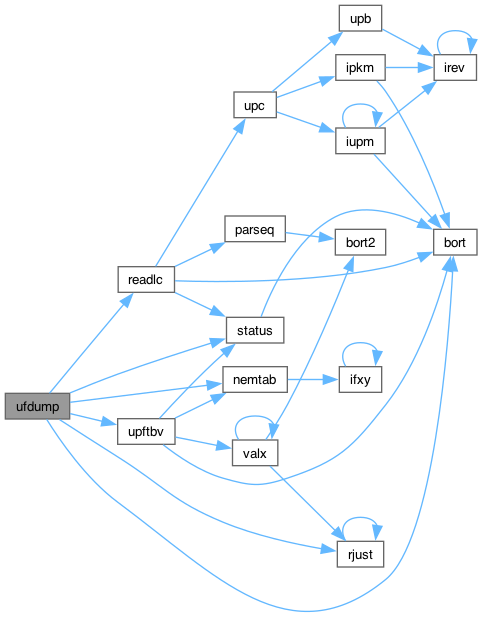 upb
ipkm
irev
upc
iupm
parseq
bort2
bort
readlc
status
nemtab
ifxy
ufdump
upftbv
valx
rjust